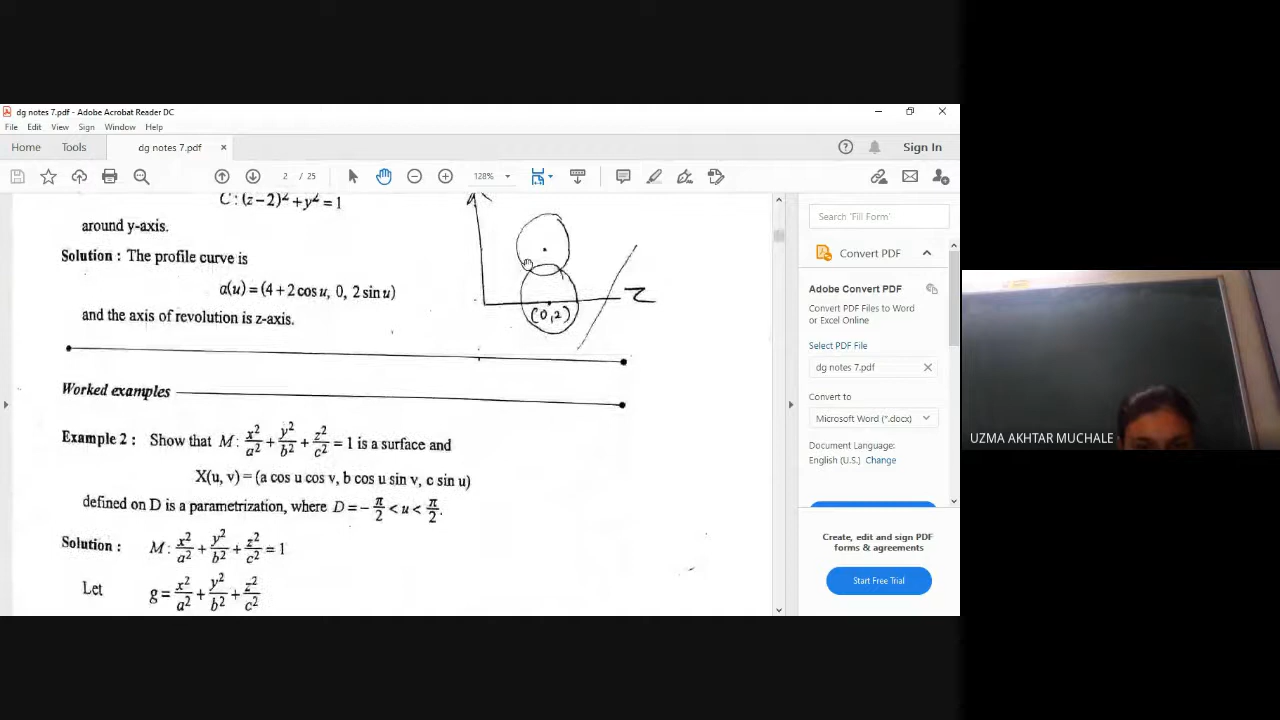 dg notes 7.pdf - Adobe Acrobat Reader DC
File Edit View Sign Window Help
Home Tools dg notes 7.pdf × Sign In
2 / 25 128%
C : (z−2)² + y² = 1
around y-axis.
Solution : The profile curve is
a(u) = (4 + 2 cos u, 0, 2 sin u)
and the axis of revolution is z-axis.
z
(0,2)
Worked examples
Example 2 : Show that M : x²/a² + y²/b² + z²/c² = 1 is a surface and
X(u, v) = (a cos u cos v, b cos u sin v, c sin u)
defined on D is a parametrization, where D = − π/2 < u < π/2.
Solution : M : x²/a² + y²/b² + z²/c² = 1
Let g = x²/a² + y²/b² + z²/c²
Search 'Fill Form'
Convert PDF
Adobe Convert PDF
Convert PDF Files to Word
or Excel Online
Select PDF File
dg notes 7.pdf
Convert to
Microsoft Word (*.docx)
Document Language:
English (U.S.) Change
Create, edit and sign PDF
forms & agreements
Start Free Trial
UZMA AKHTAR MUCHALE